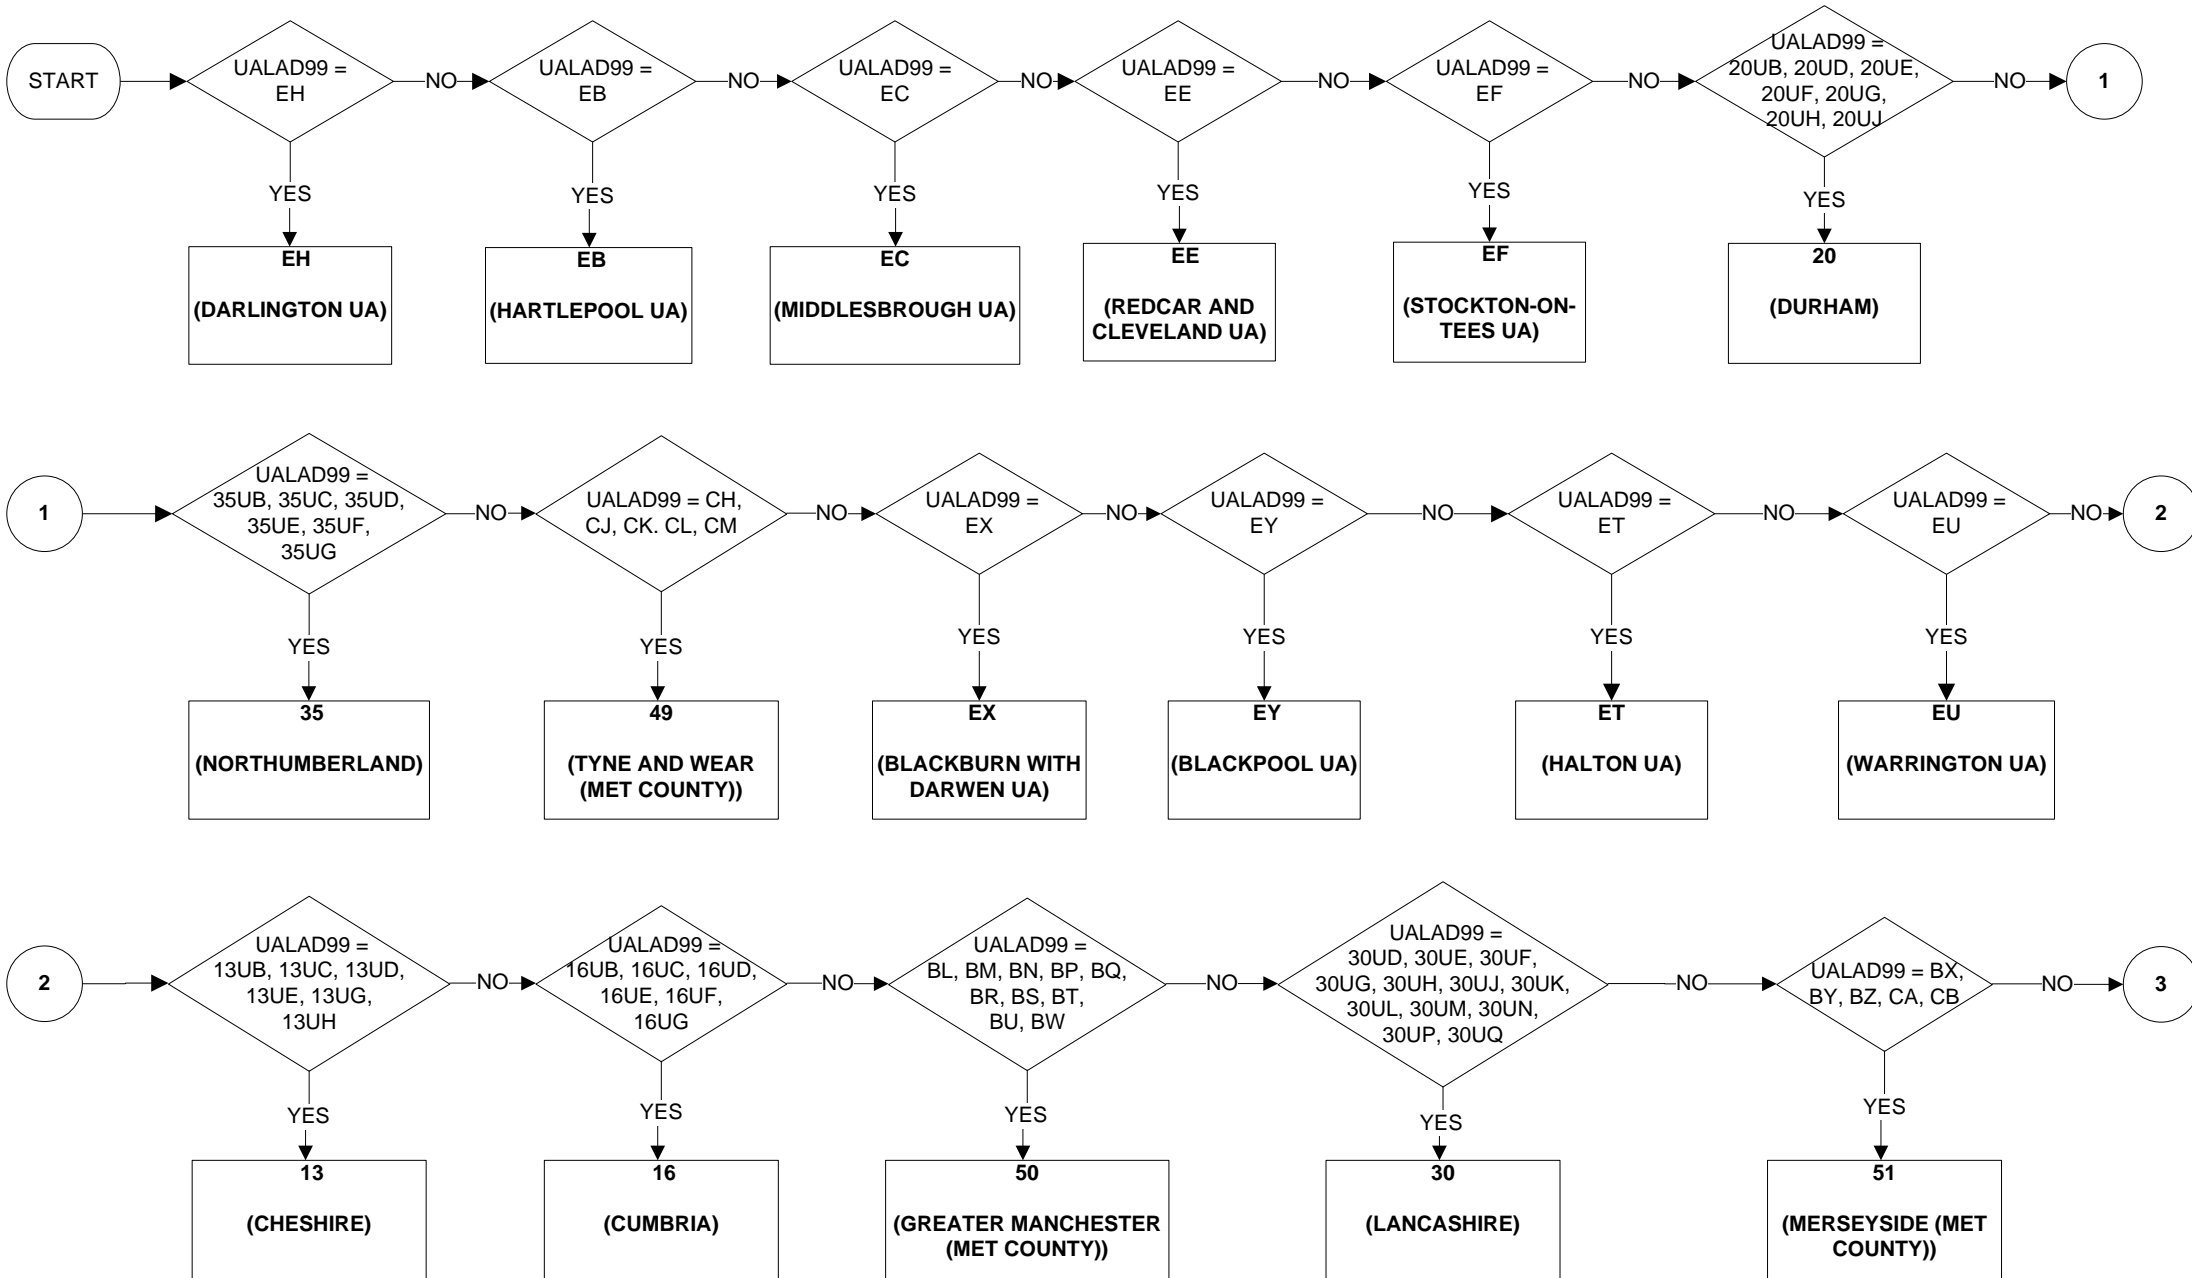 START
UALAD99 =
EH
NO
UALAD99 =
EB
NO
UALAD99 =
EC
NO
UALAD99 =
EE
NO
UALAD99 =
EF
NO
UALAD99 =
20UB, 20UD, 20UE,
20UF, 20UG,
20UH, 20UJ
NO
1
YES
YES
YES
YES
YES
YES
EH
(DARLINGTON UA)
EB
(HARTLEPOOL UA)
EC
(MIDDLESBROUGH UA)
EE
(REDCAR AND
CLEVELAND UA)
EF
(STOCKTON-ON-
TEES UA)
20
(DURHAM)
1
UALAD99 =
35UB, 35UC, 35UD,
35UE, 35UF,
35UG
NO
UALAD99 = CH,
CJ, CK. CL, CM
NO
UALAD99 =
EX
NO
UALAD99 =
EY
NO
UALAD99 =
ET
NO
UALAD99 =
EU
NO
2
YES
YES
YES
YES
YES
YES
35
(NORTHUMBERLAND)
49
(TYNE AND WEAR
(MET COUNTY))
EX
(BLACKBURN WITH
DARWEN UA)
EY
(BLACKPOOL UA)
ET
(HALTON UA)
EU
(WARRINGTON UA)
2
UALAD99 =
13UB, 13UC, 13UD,
13UE, 13UG,
13UH
NO
UALAD99 =
16UB, 16UC, 16UD,
16UE, 16UF,
16UG
NO
UALAD99 =
BL, BM, BN, BP, BQ,
BR, BS, BT,
BU, BW
NO
UALAD99 =
30UD, 30UE, 30UF,
30UG, 30UH, 30UJ, 30UK,
30UL, 30UM, 30UN,
30UP, 30UQ
NO
UALAD99 = BX,
BY, BZ, CA, CB
NO
3
YES
YES
YES
YES
YES
13
(CHESHIRE)
16
(CUMBRIA)
50
(GREATER MANCHESTER
(MET COUNTY))
30
(LANCASHIRE)
51
(MERSEYSIDE (MET
COUNTY))